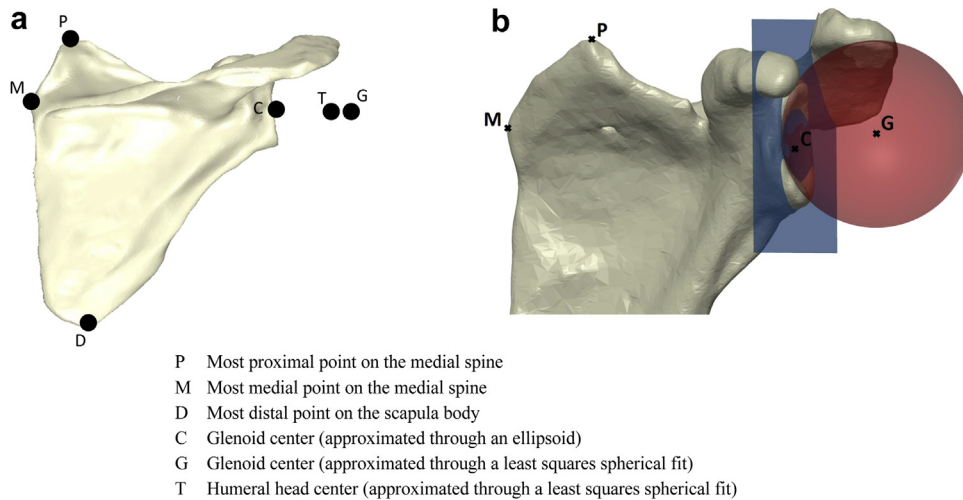 a
P
M
C
T
G
D
b
P
M
C
G
P Most proximal point on the medial spine
M Most medial point on the medial spine
D Most distal point on the scapula body
C Glenoid center (approximated through an ellipsoid)
G Glenoid center (approximated through a least squares spherical fit)
T Humeral head center (approximated through a least squares spherical fit)